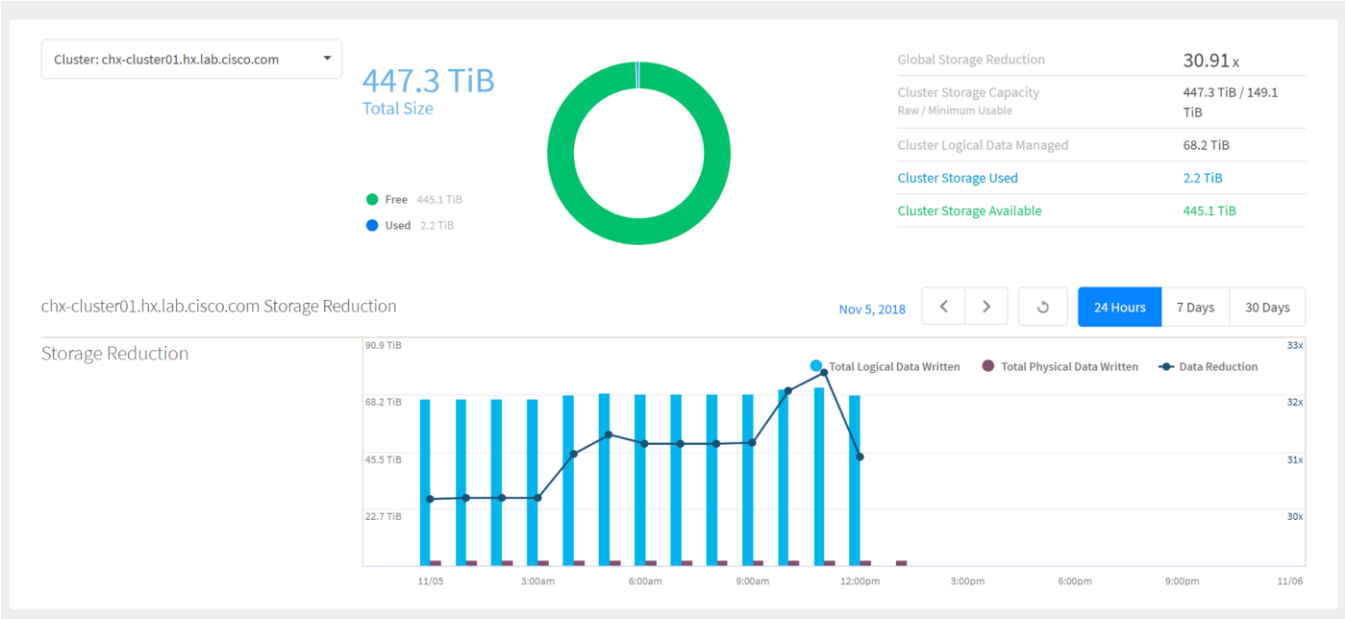 Cluster: chx-cluster01.hx.lab.cisco.com
447.3 TiB
Total Size
Free 445.1 TiB
Used 2.2 TiB
Global Storage Reduction 30.91 x
Cluster Storage Capacity 447.3 TiB / 149.1
Raw / Minimum Usable TiB
Cluster Logical Data Managed 68.2 TiB
Cluster Storage Used 2.2 TiB
Cluster Storage Available 445.1 TiB
chx-cluster01.hx.lab.cisco.com Storage Reduction
Nov 5, 2018
24 Hours 7 Days 30 Days
Storage Reduction
90.9 TiB 33x
Total Logical Data Written Total Physical Data Written Data Reduction
68.2 TiB 32x
45.5 TiB 31x
22.7 TiB 30x
11/05 3:00am 6:00am 9:00am 12:00pm 3:00pm 6:00pm 9:00pm 11/06